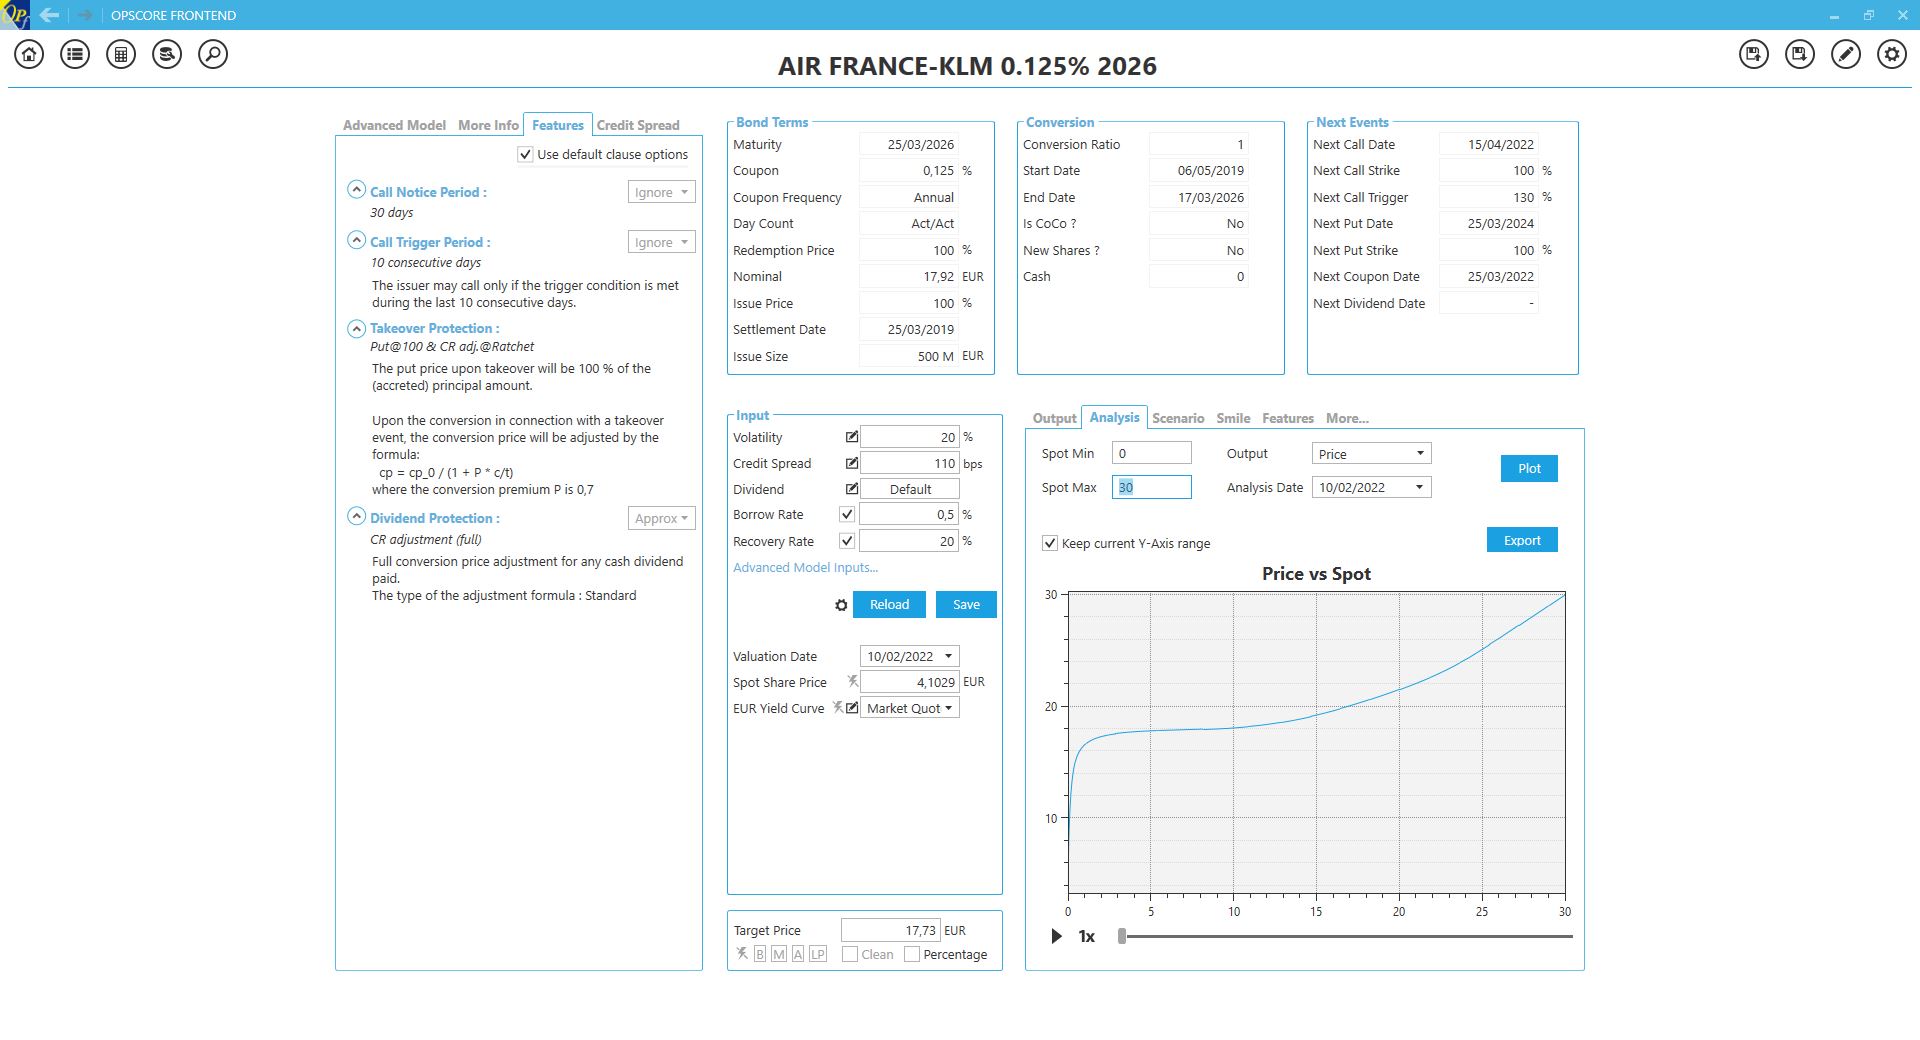 OPf
OPSCORE FRONTEND
AIR FRANCE-KLM 0.125% 2026
Advanced Model More Info Features Credit Spread
Use default clause options
Call Notice Period : Ignore
30 days
Call Trigger Period : Ignore
10 consecutive days
The issuer may call only if the trigger condition is met
during the last 10 consecutive days.
Takeover Protection :
Put@100 & CR adj.@Ratchet
The put price upon takeover will be 100 % of the
(accreted) principal amount.
Upon the conversion in connection with a takeover
event, the conversion price will be adjusted by the
formula:
cp = cp_0 / (1 + P * c/t)
where the conversion premium P is 0,7
Dividend Protection : Approx
CR adjustment (full)
Full conversion price adjustment for any cash dividend
paid.
The type of the adjustment formula : Standard
Bond Terms
Maturity 25/03/2026
Coupon 0,125 %
Coupon Frequency Annual
Day Count Act/Act
Redemption Price 100 %
Nominal 17,92 EUR
Issue Price 100 %
Settlement Date 25/03/2019
Issue Size 500 M EUR
Conversion
Conversion Ratio 1
Start Date 06/05/2019
End Date 17/03/2026
Is CoCo ? No
New Shares ? No
Cash 0
Next Events
Next Call Date 15/04/2022
Next Call Strike 100 %
Next Call Trigger 130 %
Next Put Date 25/03/2024
Next Put Strike 100 %
Next Coupon Date 25/03/2022
Next Dividend Date -
Input
Volatility 20 %
Credit Spread 110 bps
Dividend Default
Borrow Rate 0,5 %
Recovery Rate 20 %
Advanced Model Inputs...
Reload Save
Valuation Date 10/02/2022
Spot Share Price 4,1029 EUR
EUR Yield Curve Market Quot
Target Price 17,73 EUR
B M A LP Clean Percentage
Output Analysis Scenario Smile Features More...
Spot Min 0 Output Price
Plot
Spot Max 30 Analysis Date 10/02/2022
Keep current Y-Axis range Export
Price vs Spot
30
20
10
0 5 10 15 20 25 30
1x